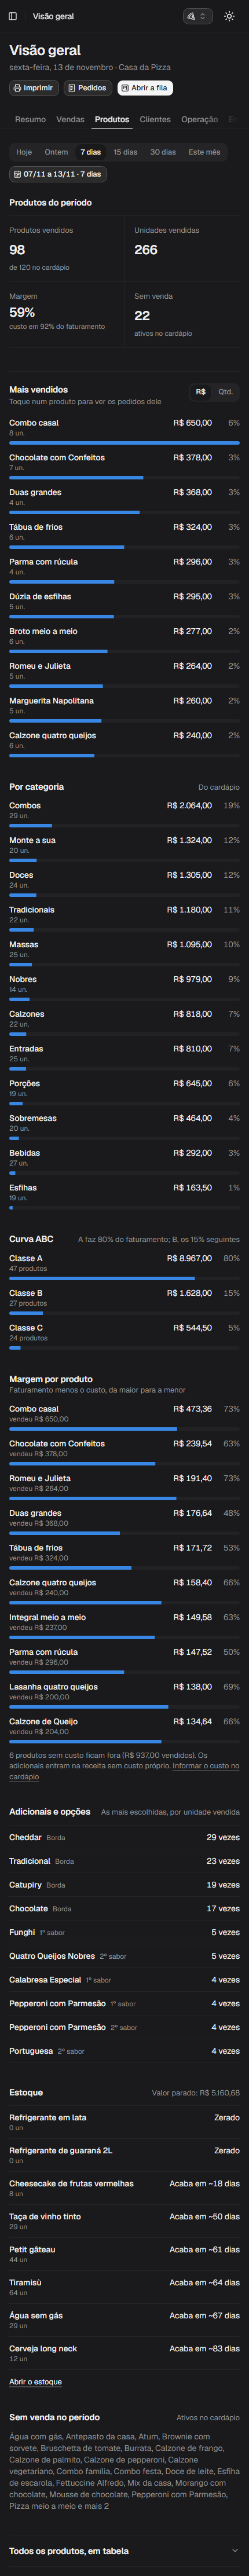 Visão geral
Visão geral
sexta-feira, 13 de novembro · Casa da Pizza
Imprimir Pedidos Abrir a fila
Resumo Vendas Produtos Clientes Operação
Hoje Ontem 7 dias 15 dias 30 dias Este mês
07/11 a 13/11 · 7 dias
Produtos do período
Produtos vendidos Unidades vendidas
98 266
de 120 no cardápio
Margem Sem venda
59% 22
custo em 92% do faturamento ativos no cardápio
Mais vendidos R$ Qtd.
Toque num produto para ver os pedidos dele
Combo casal R$ 650,00 6%
8 un.
Chocolate com Confeitos R$ 378,00 3%
7 un.
Duas grandes R$ 368,00 3%
4 un.
Tábua de frios R$ 324,00 3%
6 un.
Parma com rúcula R$ 296,00 3%
4 un.
Dúzia de esfihas R$ 295,00 3%
5 un.
Broto meio a meio R$ 277,00 2%
6 un.
Romeu e Julieta R$ 264,00 2%
5 un.
Marguerita Napolitana R$ 260,00 2%
5 un.
Calzone quatro queijos R$ 240,00 2%
6 un.
Por categoria Do cardápio
Combos R$ 2.064,00 19%
29 un.
Monte a sua R$ 1.324,00 12%
20 un.
Doces R$ 1.305,00 12%
24 un.
Tradicionais R$ 1.180,00 11%
22 un.
Massas R$ 1.095,00 10%
25 un.
Nobres R$ 979,00 9%
14 un.
Calzones R$ 818,00 7%
22 un.
Entradas R$ 810,00 7%
25 un.
Porções R$ 645,00 6%
19 un.
Sobremesas R$ 464,00 4%
20 un.
Bebidas R$ 292,00 3%
27 un.
Esfihas R$ 163,50 1%
19 un.
Curva ABC A faz 80% do faturamento; B, os 15% seguintes
Classe A R$ 8.967,00 80%
47 produtos
Classe B R$ 1.628,00 15%
27 produtos
Classe C R$ 544,50 5%
24 produtos
Margem por produto
Faturamento menos o custo, da maior para a menor
Combo casal R$ 473,36 73%
vendeu R$ 650,00
Chocolate com Confeitos R$ 239,54 63%
vendeu R$ 378,00
Romeu e Julieta R$ 191,40 73%
vendeu R$ 264,00
Duas grandes R$ 176,64 48%
vendeu R$ 368,00
Tábua de frios R$ 171,72 53%
vendeu R$ 324,00
Calzone quatro queijos R$ 158,40 66%
vendeu R$ 240,00
Integral meio a meio R$ 149,58 63%
vendeu R$ 237,00
Parma com rúcula R$ 147,52 50%
vendeu R$ 296,00
Lasanha quatro queijos R$ 138,00 69%
vendeu R$ 200,00
Calzone de Queijo R$ 134,64 66%
vendeu R$ 204,00
6 produtos sem custo ficam fora (R$ 937,00 vendidos). Os
adicionais entram na receita sem custo próprio. Informar o custo no
cardápio
Adicionais e opções As mais escolhidas, por unidade vendida
Cheddar Borda 29 vezes
Tradicional Borda 23 vezes
Catupiry Borda 19 vezes
Chocolate Borda 17 vezes
Funghi 1º sabor 5 vezes
Quatro Queijos Nobres 2º sabor 5 vezes
Calabresa Especial 1º sabor 4 vezes
Pepperoni com Parmesão 1º sabor 4 vezes
Pepperoni com Parmesão 2º sabor 4 vezes
Portuguesa 2º sabor 4 vezes
Estoque Valor parado: R$ 5.160,68
Refrigerante em lata Zerado
0 un
Refrigerante de guaraná 2L Zerado
0 un
Cheesecake de frutas vermelhas Acaba em ~18 dias
8 un
Taça de vinho tinto Acaba em ~50 dias
29 un
Petit gâteau Acaba em ~61 dias
44 un
Tiramisù Acaba em ~64 dias
64 un
Água sem gás Acaba em ~67 dias
29 un
Cerveja long neck Acaba em ~83 dias
12 un
Abrir o estoque
Sem venda no período Ativos no cardápio
Água com gás, Antepasto da casa, Atum, Brownie com
sorvete, Bruschetta de tomate, Burrata, Calzone de frango,
Calzone de palmito, Calzone de pepperoni, Calzone
vegetariano, Combo família, Combo festa, Doce de leite, Esfiha
de escarola, Fettuccine Alfredo, Mix da casa, Morango com
chocolate, Mousse de chocolate, Pepperoni com Parmesão,
Pizza meio a meio e mais 2
Todos os produtos, em tabela